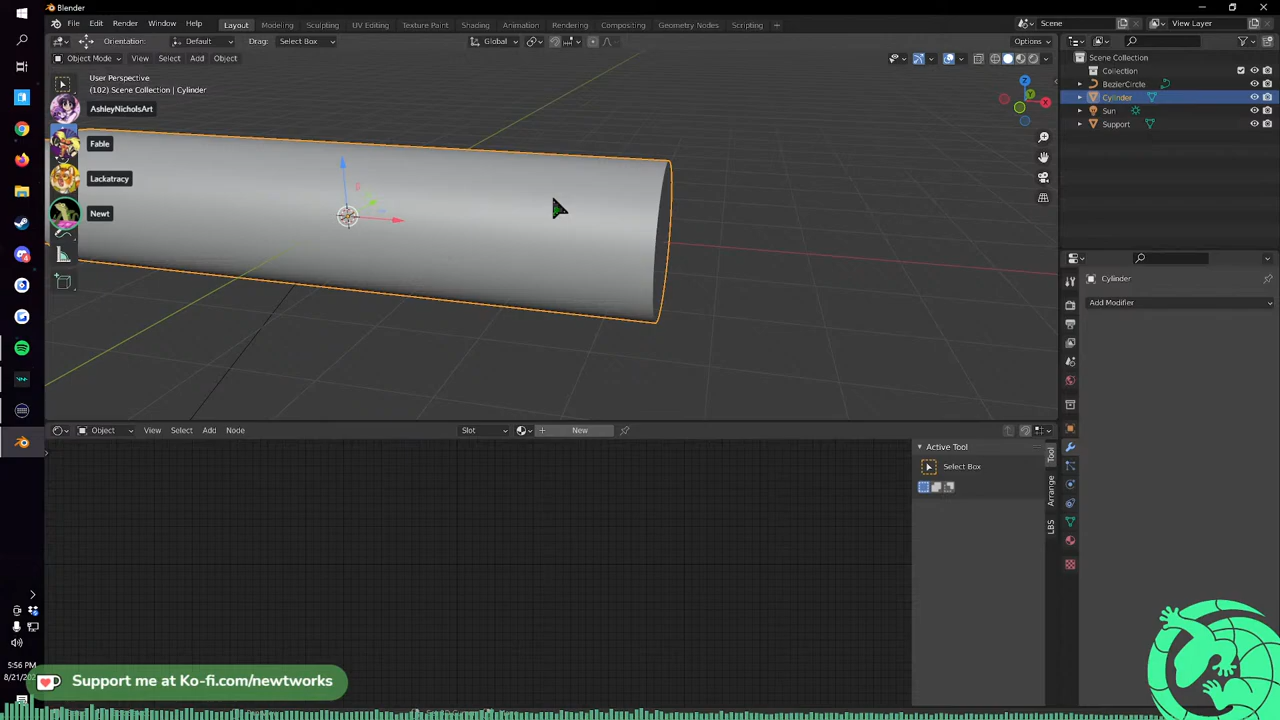 Blender
File Edit Render Window Help
Layout Modeling Sculpting UV Editing Texture Paint Shading Animation Rendering Compositing Geometry Nodes Scripting +
Scene View Layer
Orientation: Default Drag: Select Box Global Options
Object Mode View Select Add Object
User Perspective
(102) Scene Collection | Cylinder
AshleyNicholsArt
Fable
Lackatracy
Newt
Z
Y
X
Scene Collection
Collection
BezierCircle
Cylinder
Sun
Support
Cylinder
Add Modifier
Object View Select Add Node Slot New
Active Tool
Select Box
Tool
Arrange
LBS
5:56 PM
Support me at Ko-fi.com/newtworks